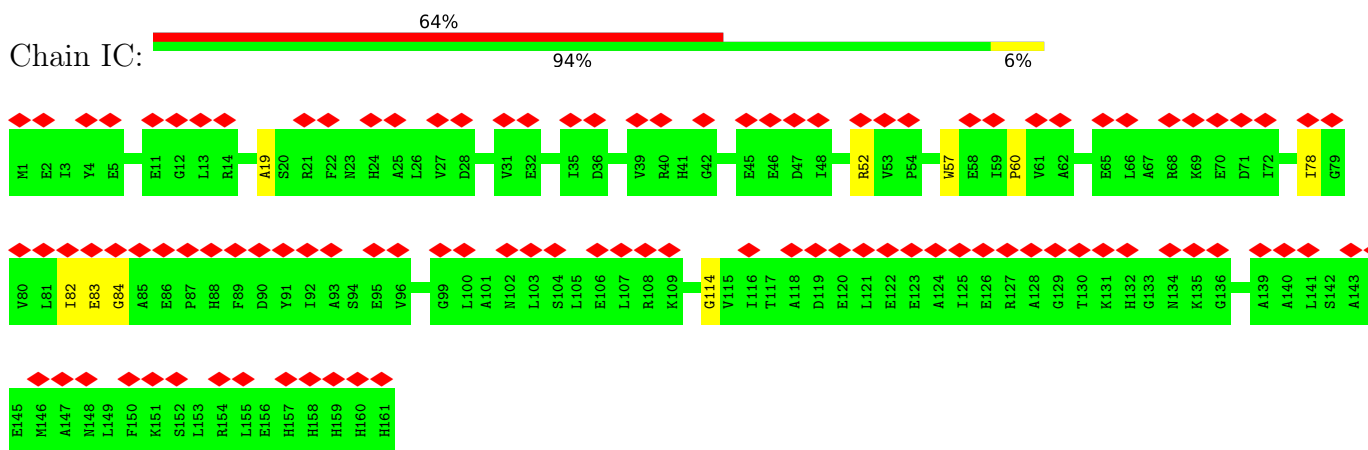 64%
Chain IC:
94% 6%
M1 E2 I3 Y4 E5 E11 G12 L13 R14 A19 S20 R21 F22 N23 H24 A25 L26 V27 D28 V31 E32 I35 D36 V39 R40 H41 G42 E45 E46 D47 I48 R52 V53 P54 W57 E58 I59 P60 V61 A62 E65 L66 A67 R68 K69 E70 D71 I72 I78 G79
V80 L81 I82 E83 G84 A85 E86 P87 H88 F89 D90 Y91 I92 A93 S94 E95 V96 G99 L100 A101 N102 L103 S104 L105 E106 L107 R108 K109 G114 V115 I116 T117 A118 D119 E120 L121 E122 E123 A124 I125 E126 R127 A128 G129 T130 K131 H132 G133 N134 K135 G136 A139 A140 L141 S142 A143
E145 M146 A147 N148 L149 F150 K151 S152 L153 R154 L155 E156 H157 H158 H159 H160 H161